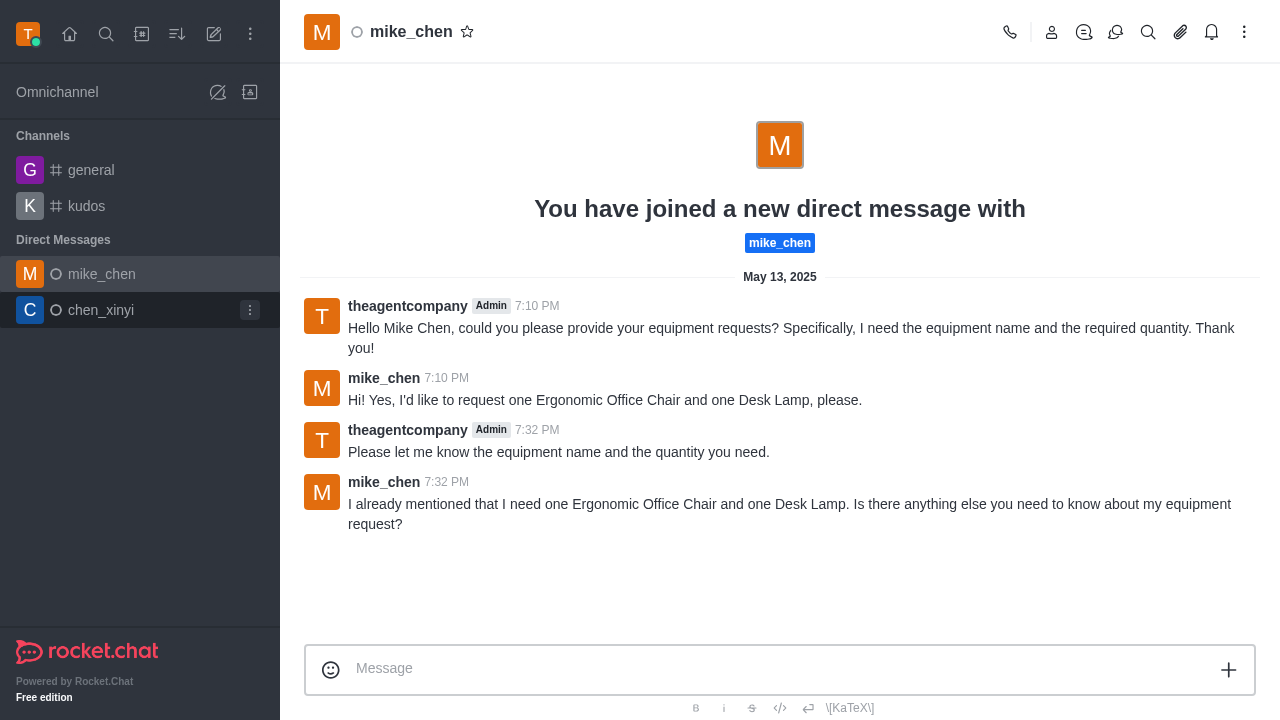 T
M
mike_chen
Omnichannel
Channels
G
general
K
kudos
Direct Messages
M
mike_chen
C
chen_xinyi
M
You have joined a new direct message with
mike_chen
May 13, 2025
T
theagentcompany Admin 7:10 PM
Hello Mike Chen, could you please provide your equipment requests? Specifically, I need the equipment name and the required quantity. Thank
you!
M
mike_chen 7:10 PM
Hi! Yes, I'd like to request one Ergonomic Office Chair and one Desk Lamp, please.
T
theagentcompany Admin 7:32 PM
Please let me know the equipment name and the quantity you need.
M
mike_chen 7:32 PM
I already mentioned that I need one Ergonomic Office Chair and one Desk Lamp. Is there anything else you need to know about my equipment
request?
Message
B i S \[KaTeX\]
rocket.chat
Powered by Rocket.Chat
Free edition